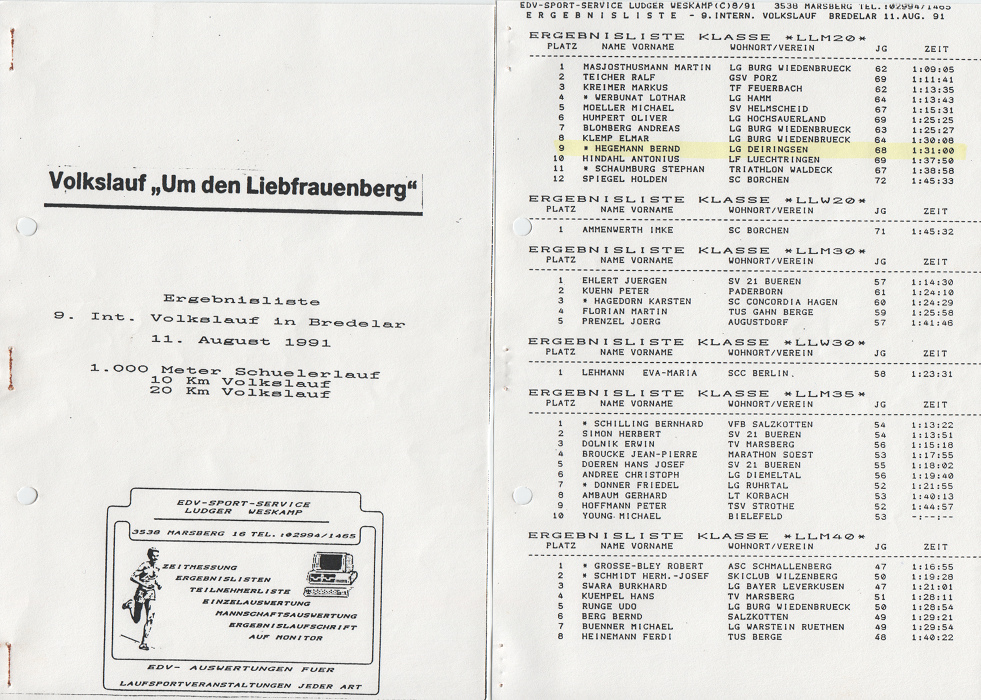 Volkslauf „Um den Liebfrauenberg“
Ergebnisliste
9. Int. Volkslauf in Bredelar
11. August 1991
1.000 Meter Schuelerlauf
10 Km Volkslauf
20 Km Volkslauf
EDV-SPORT-SERVICE
LUDGER WESKAMP
3538 MARSBERG 16 TEL.:02994/1465
ZEITMESSUNG
ERGEBNISLISTEN
TEILNEHMERLISTE
EINZELAUSWERTUNG
MANNSCHAFTSAUSWERTUNG
ERGEBNISLAUFSCHRIFT
AUF MONITOR
EDV- AUSWERTUNGEN FUER
LAUFSPORTVERANSTALTUNGEN JEDER ART
EDV-SPORT-SERVICE LUDGER WESKAMP(C)8/91 3538 MARSBERG TEL.:02994/1465
ERGEBNISLISTE - 9.INTERN. VOLKSLAUF BREDELAR 11.AUG. 91
ERGEBNISLISTE KLASSE *LLM20*
PLATZ NAME VORNAME WOHNORT/VEREIN JG ZEIT
1 MASJOSTHUSMANN MARTIN LG BURG WIEDENBRUECK 62 1:09:05
2 TEICHER RALF GSV PORZ 69 1:11:41
3 KREIMER MARKUS TF FEUERBACH 62 1:13:35
4 * WERBUNAT LOTHAR LG HAMM 64 1:13:43
5 MOELLER MICHAEL SV HELMSCHEID 67 1:15:31
6 HUMPERT OLIVER LG HOCHSAUERLAND 69 1:25:25
7 BLOMBERG ANDREAS LG BURG WIEDENBRUECK 63 1:25:27
8 KLEMP ELMAR LG BURG WIEDENBRUECK 64 1:30:08
9 * HEGEMANN BERND LG DEIRINGSEN 68 1:31:00
10 HINDAHL ANTONIUS LF LUECHTRINGEN 69 1:37:50
11 * SCHAUMBURG STEPHAN TRIATHLON WALDECK 67 1:38:58
12 SPIEGEL HOLDEN SC BORCHEN 72 1:45:33
ERGEBNISLISTE KLASSE *LLW20*
PLATZ NAME VORNAME WOHNORT/VEREIN JG ZEIT
1 AMMENWERTH IMKE SC BORCHEN 71 1:45:32
ERGEBNISLISTE KLASSE *LLM30*
PLATZ NAME VORNAME WOHNORT/VEREIN JG ZEIT
1 EHLERT JUERGEN SV 21 BUEREN 57 1:14:30
2 KUEHN PETER PADERBORN 61 1:24:10
3 * HAGEDORN KARSTEN SC CONCORDIA HAGEN 60 1:24:29
4 FLORIAN MARTIN TUS GAHN BERGE 59 1:25:58
5 PRENZEL JOERG AUGUSTDORF 57 1:41:46
ERGEBNISLISTE KLASSE *LLW30*
PLATZ NAME VORNAME WOHNORT/VEREIN JG ZEIT
1 LEHMANN EVA-MARIA SCC BERLIN. 58 1:23:31
ERGEBNISLISTE KLASSE *LLM35*
PLATZ NAME VORNAME WOHNORT/VEREIN JG ZEIT
1 * SCHILLING BERNHARD VFB SALZKOTTEN 54 1:13:22
2 SIMON HERBERT SV 21 BUEREN 54 1:13:51
3 DOLNIK ERWIN TV MARSBERG 56 1:15:18
4 BROUCKE JEAN-PIERRE MARATHON SOEST 53 1:17:55
5 DOEREN HANS JOSEF SV 21 BUEREN 55 1:18:02
6 ANDREE CHRISTOPH LG DIEMELTAL 56 1:19:40
7 * DONNER FRIEDEL LG RUHRTAL 52 1:21:55
8 AMBAUM GERHARD LT KORBACH 53 1:40:13
9 HOFFMANN PETER TSV STROTHE 52 1:44:57
10 YOUNG MICHAEL BIELEFELD 53 -:--:--
ERGEBNISLISTE KLASSE *LLM40*
PLATZ NAME VORNAME WOHNORT/VEREIN JG ZEIT
1 * GROSSE-BLEY ROBERT ASC SCHMALLENBERG 47 1:16:55
2 * SCHMIDT HERM.-JOSEF SKICLUB WILZENBERG 50 1:19:28
3 SWARA BURKHARD LG BAYER LEVERKUSEN 47 1:21:01
4 KUEMPEL HANS TV MARSBERG 51 1:28:11
5 RUNGE UDO LG BURG WIEDENBRUECK 50 1:28:54
6 BERG BERND SALZKOTTEN 49 1:29:21
7 BUENNER MICHAEL LG WARSTEIN RUETHEN 49 1:29:54
8 HEINEMANN FERDI TUS BERGE 48 1:40:22